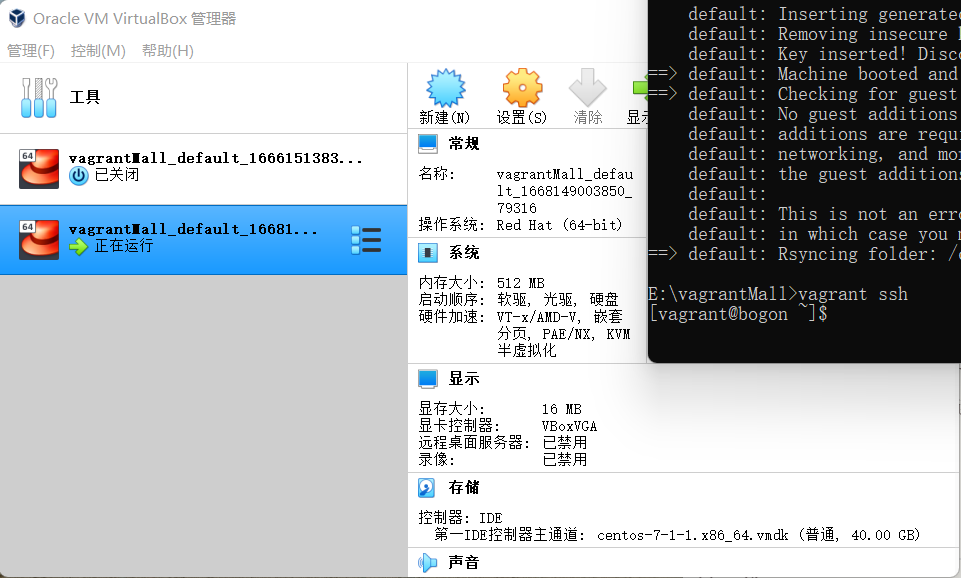 Oracle VM VirtualBox 管理器
管理(F) 控制(M) 帮助(H)
工具
64
vagrantMall_default_1666151383...
已关闭
64
vagrantMall_default_16681...
正在运行
新建(N) 设置(S) 清除
常规
名称: vagrantMall_defau
lt_1668149003850_
79316
操作系统: Red Hat (64-bit)
系统
内存大小: 512 MB
启动顺序: 软驱, 光驱, 硬盘
硬件加速: VT-x/AMD-V, 嵌套
分页, PAE/NX, KVM
半虚拟化
显示
显存大小: 16 MB
显卡控制器: VBoxVGA
远程桌面服务器: 已禁用
录像: 已禁用
存储
控制器: IDE
第一IDE控制器主通道: centos-7-1-1.x86_64.vmdk (普通, 40.00 GB)
声音
default: Inserting generated
default: Removing insecure
default: Key inserted! Disco
==> default: Machine booted and
==> default: Checking for guest
default: No guest additions
default: additions are requi
default: networking, and mo
default: the guest additions
default:
default: This is not an erro
default: in which case you
==> default: Rsyncing folder: /
E:\vagrantMall>vagrant ssh
[vagrant@bogon ~]$